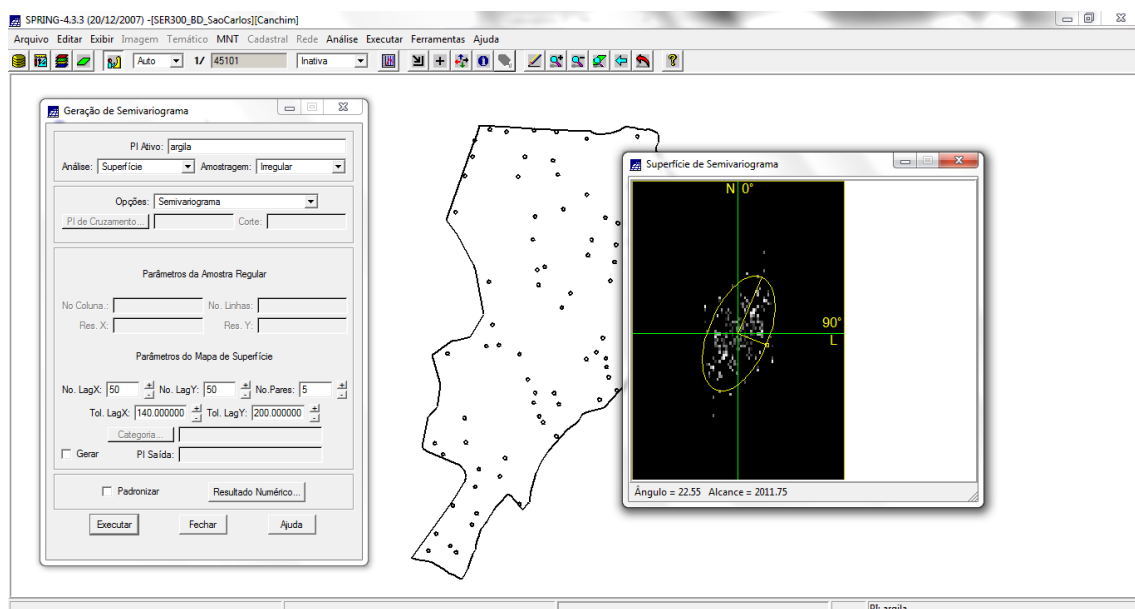 SPRING-4.3.3 (20/12/2007) -[SER300_BD_SaoCarlos][Canchim]
Arquivo Editar Exibir Imagem Temático MNT Cadastral Rede Análise Executar Ferramentas Ajuda
Auto 1/ 45101 Inativa
Geração de Semivariograma
PI Ativo: argila
Análise: Superfície Amostragem: Irregular
Opções: Semivariograma
PI de Cruzamento... Corte:
Parâmetros da Amostra Regular
No Coluna.: No. Linhas:
Res. X: Res. Y:
Parâmetros do Mapa de Superfície
No. LagX: 50 No. LagY: 50 No.Pares: 5
Tol. LagX: 140.000000 Tol. LagY: 200.000000
Categoria...
Gerar PI Saída:
Padronizar Resultado Numérico...
Executar Fechar Ajuda
Superfície de Semivariograma
N 0°
90°
L
Ângulo = 22.55 Alcance = 2011.75
PI: argila